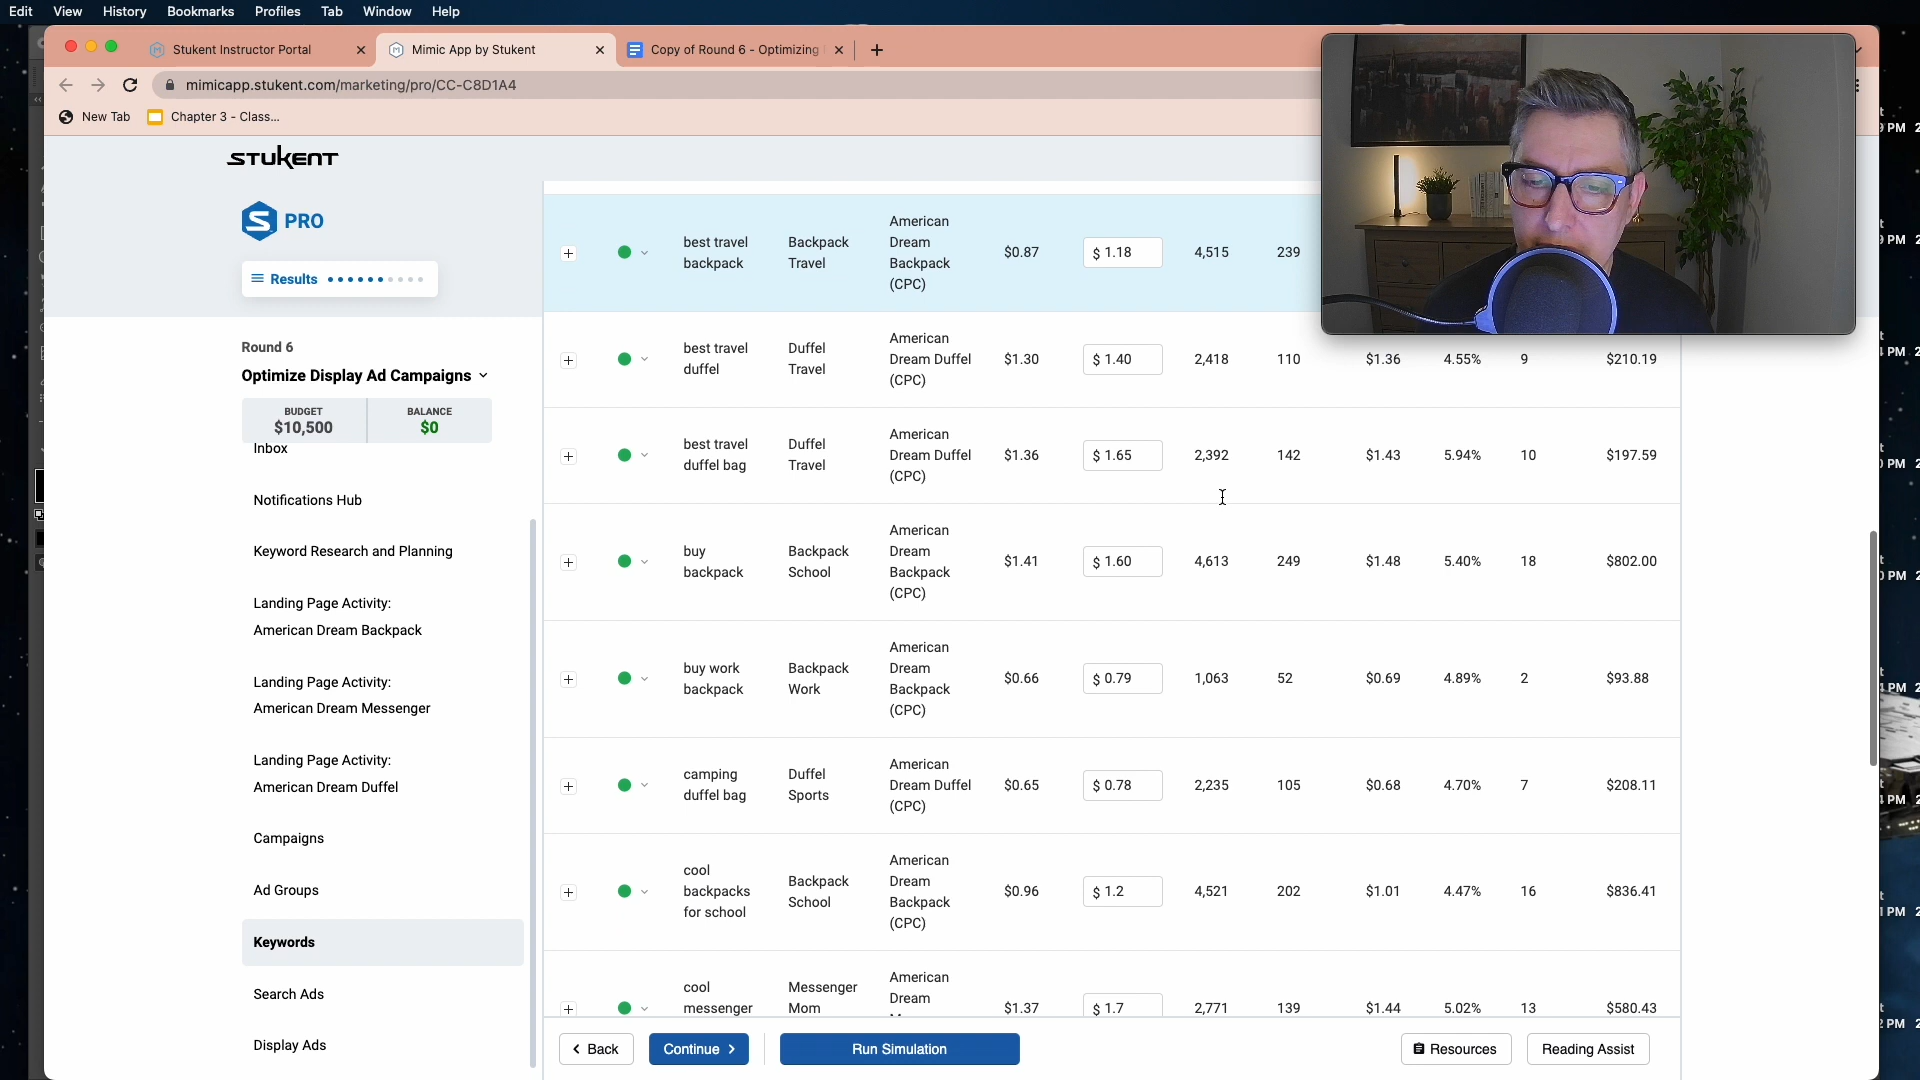 Edit View History Bookmarks Profiles Tab Window Help
Stukent Instructor Portal
Mimic App by Stukent
Copy of Round 6 - Optimizing
mimicapp.stukent.com/marketing/pro/CC-C8D1A4
New Tab
Chapter 3 - Class...
STUKENT
PRO
Results
Round 6
Optimize Display Ad Campaigns
BUDGET
$10,500
BALANCE
$0
Inbox
Notifications Hub
Keyword Research and Planning
Landing Page Activity:
American Dream Backpack
Landing Page Activity:
American Dream Messenger
Landing Page Activity:
American Dream Duffel
Campaigns
Ad Groups
Keywords
Search Ads
Display Ads
best travel
backpack
Backpack
Travel
American
Dream
Backpack
(CPC)
$0.87
$ 1.18
4,515
239
best travel
duffel
Duffel
Travel
American
Dream Duffel
(CPC)
$1.30
$ 1.40
2,418
110
$1.36
4.55%
9
$210.19
best travel
duffel bag
Duffel
Travel
American
Dream Duffel
(CPC)
$1.36
$ 1.65
2,392
142
$1.43
5.94%
10
$197.59
buy
backpack
Backpack
School
American
Dream
Backpack
(CPC)
$1.41
$ 1.60
4,613
249
$1.48
5.40%
18
$802.00
buy work
backpack
Backpack
Work
American
Dream
Backpack
(CPC)
$0.66
$ 0.79
1,063
52
$0.69
4.89%
2
$93.88
camping
duffel bag
Duffel
Sports
American
Dream Duffel
(CPC)
$0.65
$ 0.78
2,235
105
$0.68
4.70%
7
$208.11
cool
backpacks
for school
Backpack
School
American
Dream
Backpack
(CPC)
$0.96
$ 1.2
4,521
202
$1.01
4.47%
16
$836.41
cool
messenger
Messenger
Mom
American
Dream
$1.37
$ 1.7
2,771
139
$1.44
5.02%
13
$580.43
Back
Continue
Run Simulation
Resources
Reading Assist